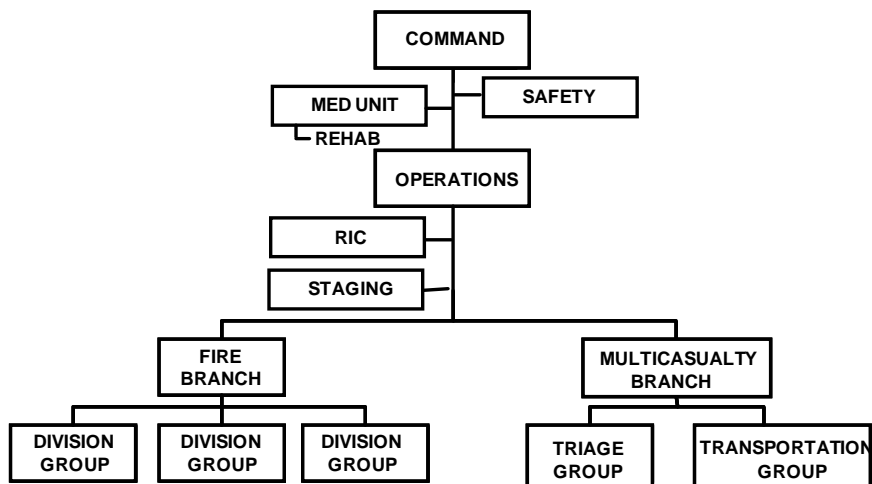 COMMAND
SAFETY
MED UNIT
REHAB
OPERATIONS
RIC
STAGING
FIRE
BRANCH
MULTICASUALTY
BRANCH
DIVISION
GROUP
DIVISION
GROUP
DIVISION
GROUP
TRIAGE
GROUP
TRANSPORTATION
GROUP